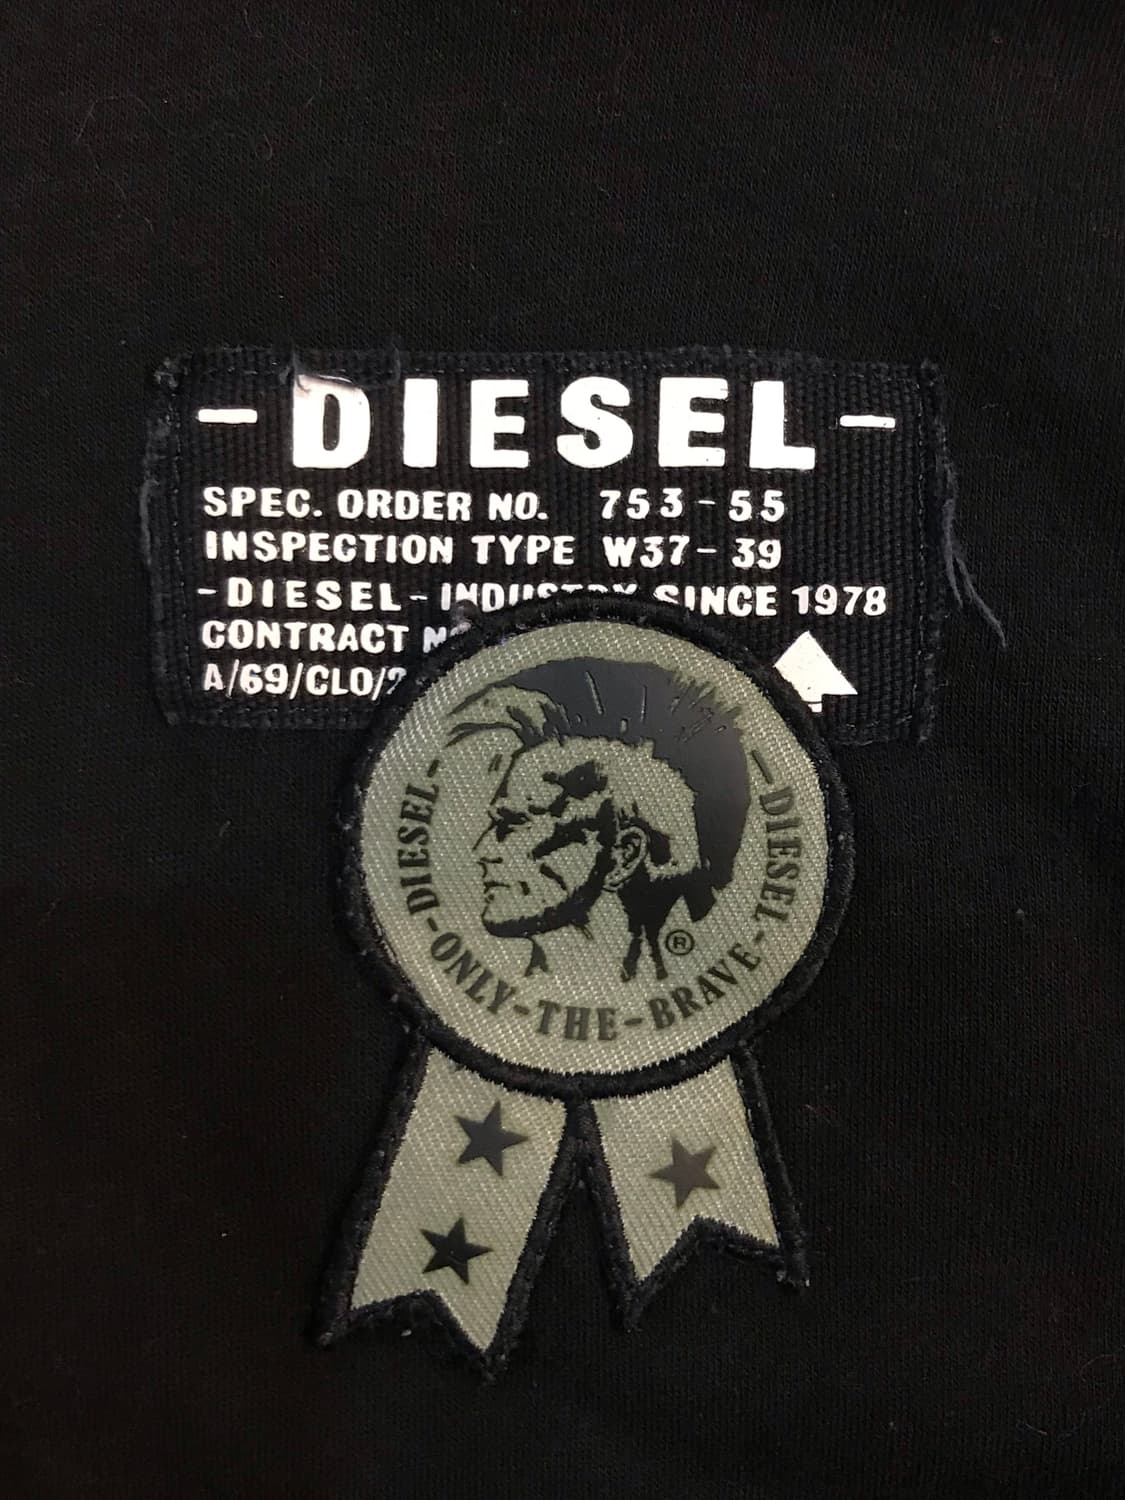 -DIESEL-
SPEC. ORDER NO. 753-55
INSPECTION TYPE W37-39
-DIESEL-INDUSTRY SINCE 1978
CONTRACT
A/69/CLO/
-DIESEL-ONLY-THE-BRAVE-DIESEL-
®